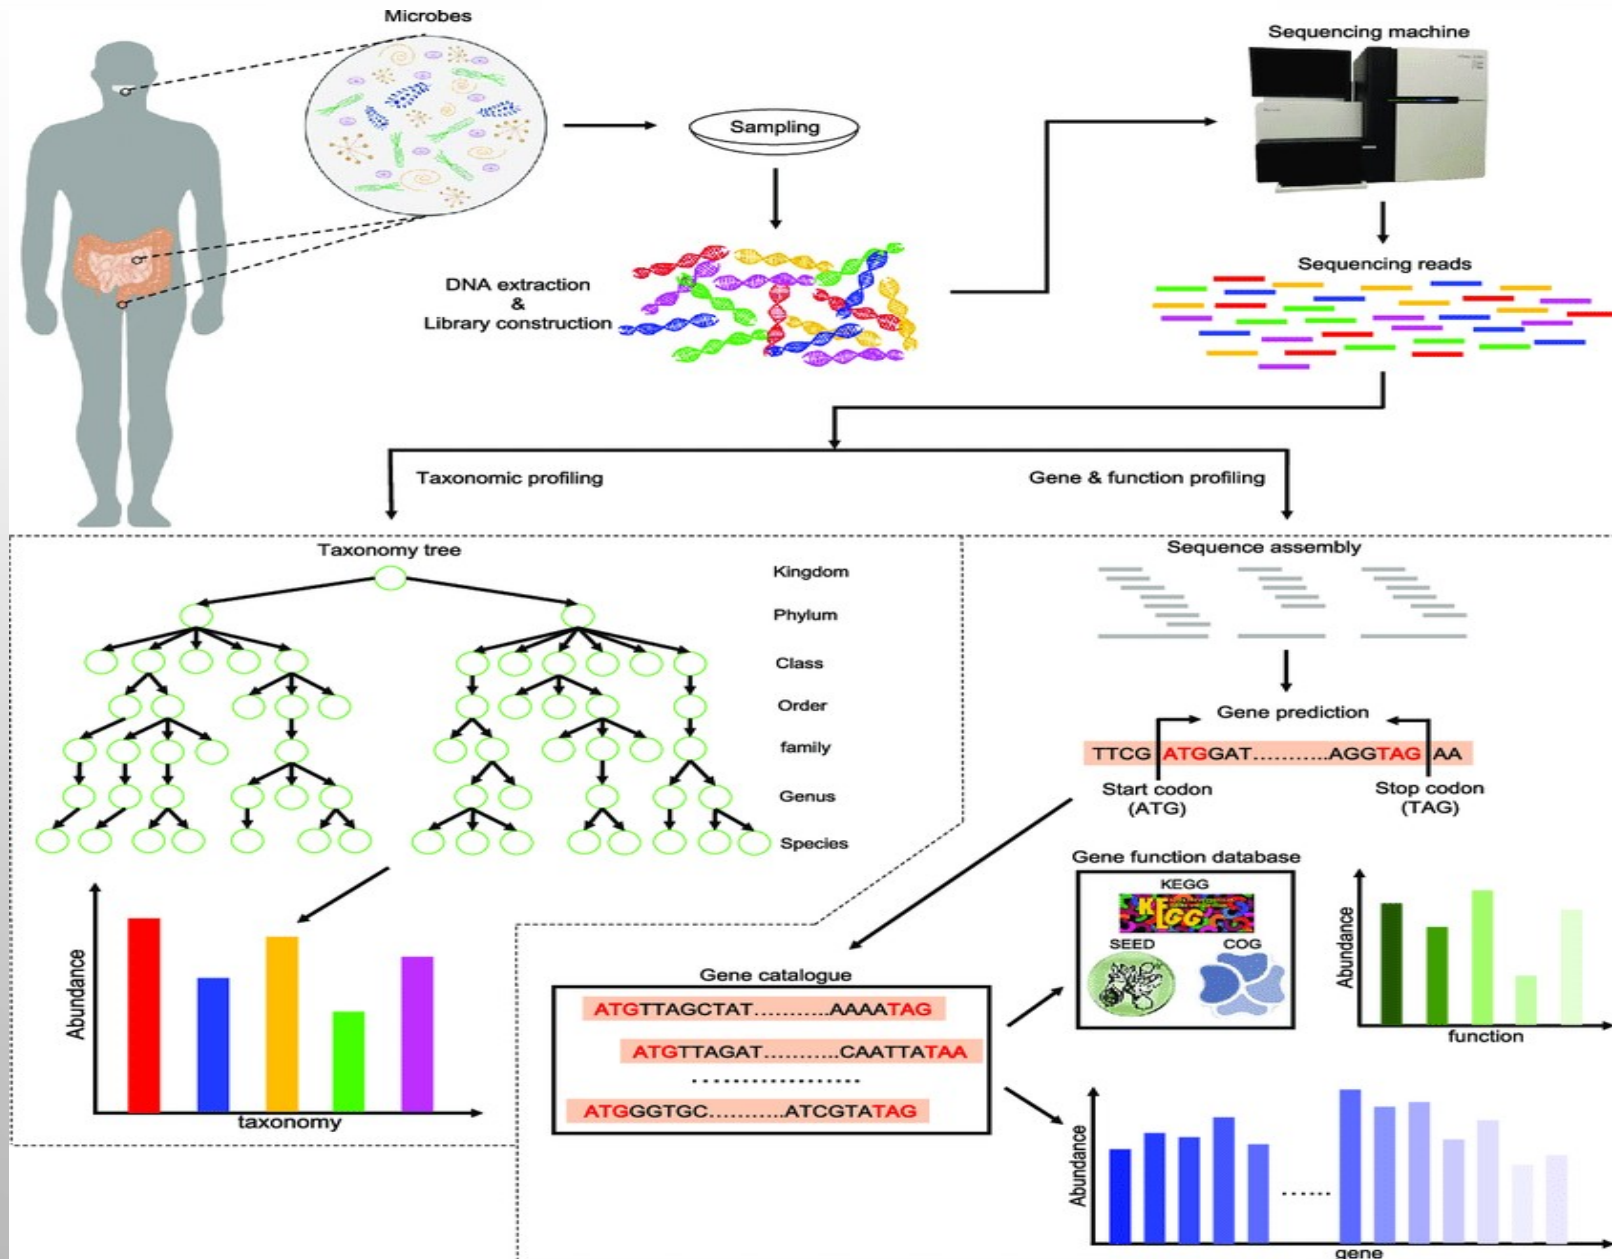 Microbes
Sequencing machine
Sampling
DNA extraction
&
Library construction
Sequencing reads
Taxonomic profiling
Gene & function profiling
Taxonomy tree
Kingdom
Phylum
Class
Order
family
Genus
Species
Abundance
taxonomy
Sequence assembly
Gene prediction
TTCG ATGGAT...........AGGTAG AA
Start codon
(ATG)
Stop codon
(TAG)
Gene catalogue
ATGTTAGCTAT...........AAAATAG
ATGTTAGAT...........CAATTATAA
ATGGGTGC...........ATCGTATAG
Gene function database
KEGG
KEGG
SEED
COG
Abundance
function
Abundance
gene